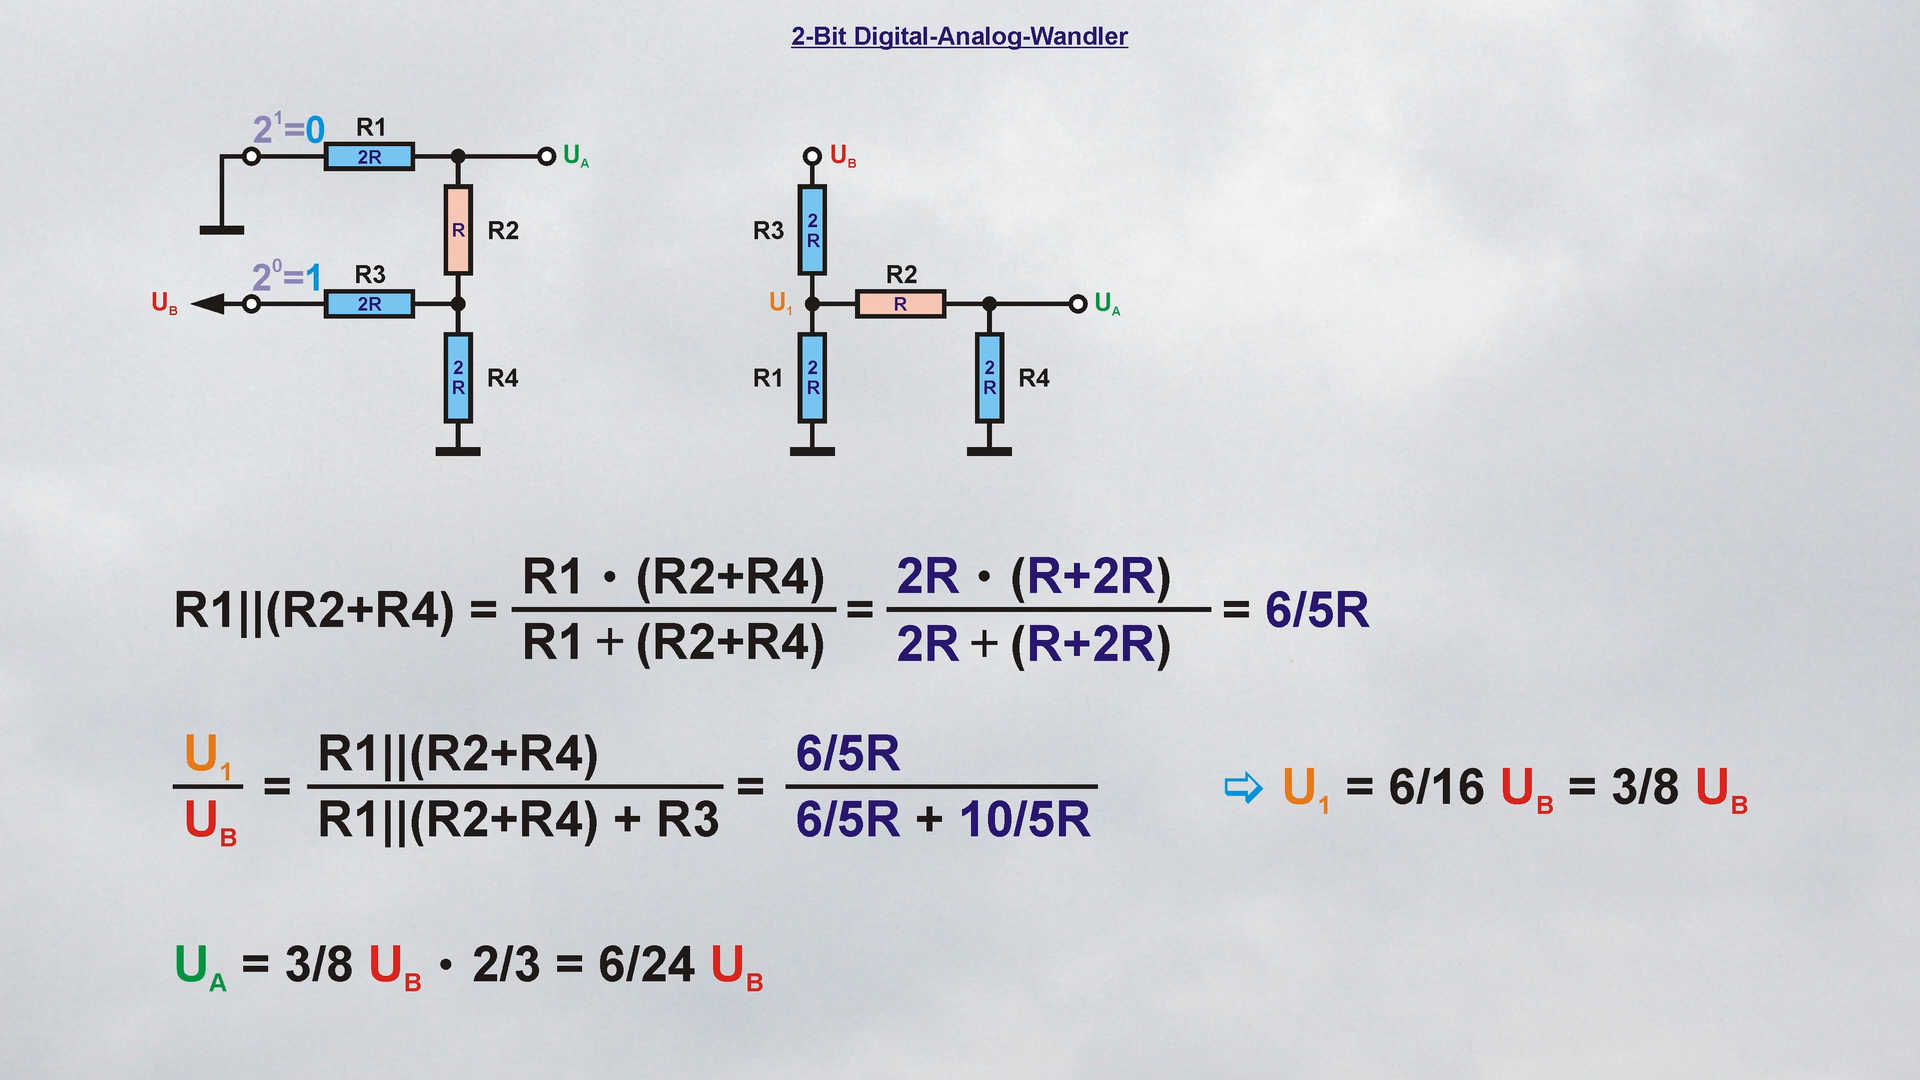 2-Bit Digital-Analog-Wandler
2¹=0 R1
2R U_A
R R2
2⁰=1 R3
U_B 2R
2
R R4
U_B
R3 2
R
R2
U₁ R U_A
R1 2
R
2
R R4
R1||(R2+R4) = R1 · (R2+R4) / R1 + (R2+R4) = 2R · (R+2R) / 2R + (R+2R) = 6/5R
U₁ / U_B = R1||(R2+R4) / R1||(R2+R4) + R3 = 6/5R / 6/5R + 10/5R ⇨ U₁ = 6/16 U_B = 3/8 U_B
U_A = 3/8 U_B · 2/3 = 6/24 U_B